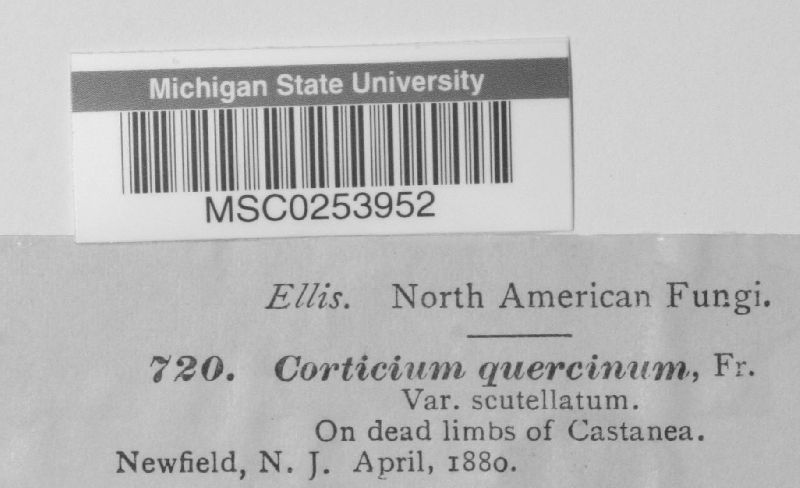 Michigan State University
MSC0253952
Ellis. North American Fungi.
720. Corticium quercinum, Fr.
Var. scutellatum.
On dead limbs of Castanea.
Newfield, N. J. April, 1880.